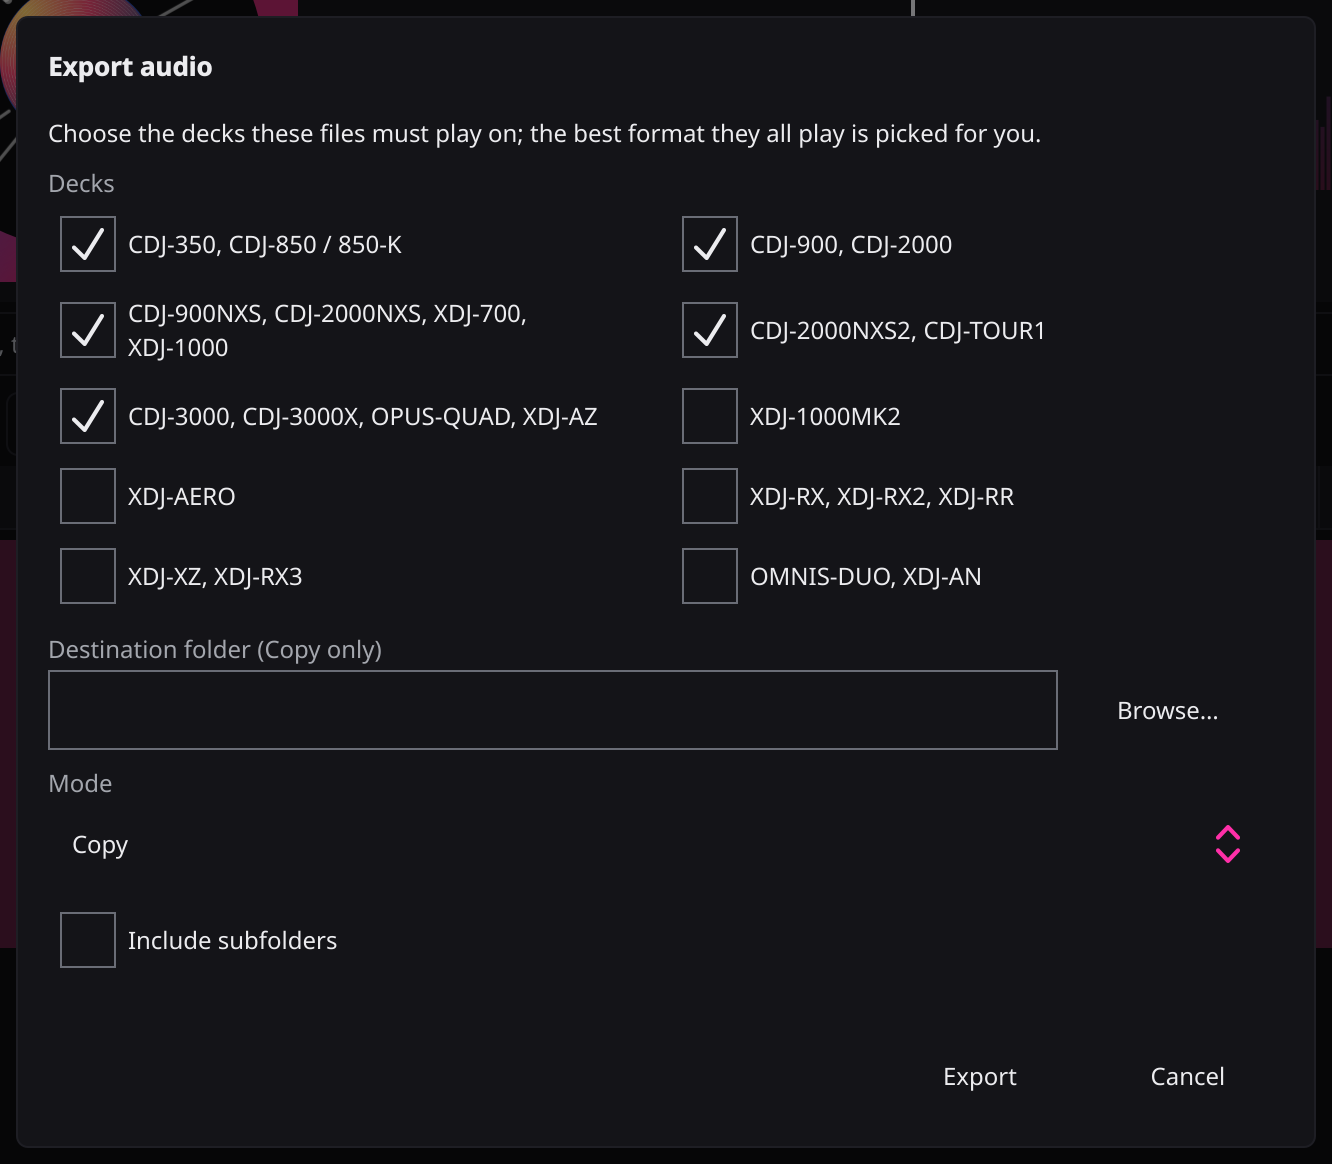 Export audio
Choose the decks these files must play on; the best format they all play is picked for you.
Decks
CDJ-350, CDJ-850 / 850-K
CDJ-900, CDJ-2000
CDJ-900NXS, CDJ-2000NXS, XDJ-700,
XDJ-1000
CDJ-2000NXS2, CDJ-TOUR1
CDJ-3000, CDJ-3000X, OPUS-QUAD, XDJ-AZ
XDJ-1000MK2
XDJ-AERO
XDJ-RX, XDJ-RX2, XDJ-RR
XDJ-XZ, XDJ-RX3
OMNIS-DUO, XDJ-AN
Destination folder (Copy only)
Browse...
Mode
Copy
Include subfolders
Export
Cancel